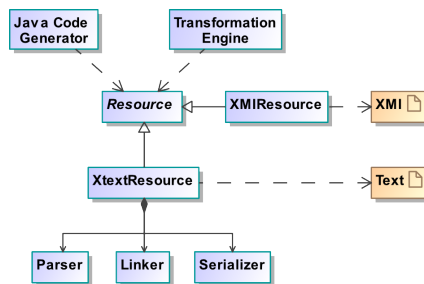 Java Code
Generator
Transformation
Engine
Resource
XMIResource
XMI
XtextResource
Text
Parser
Linker
Serializer